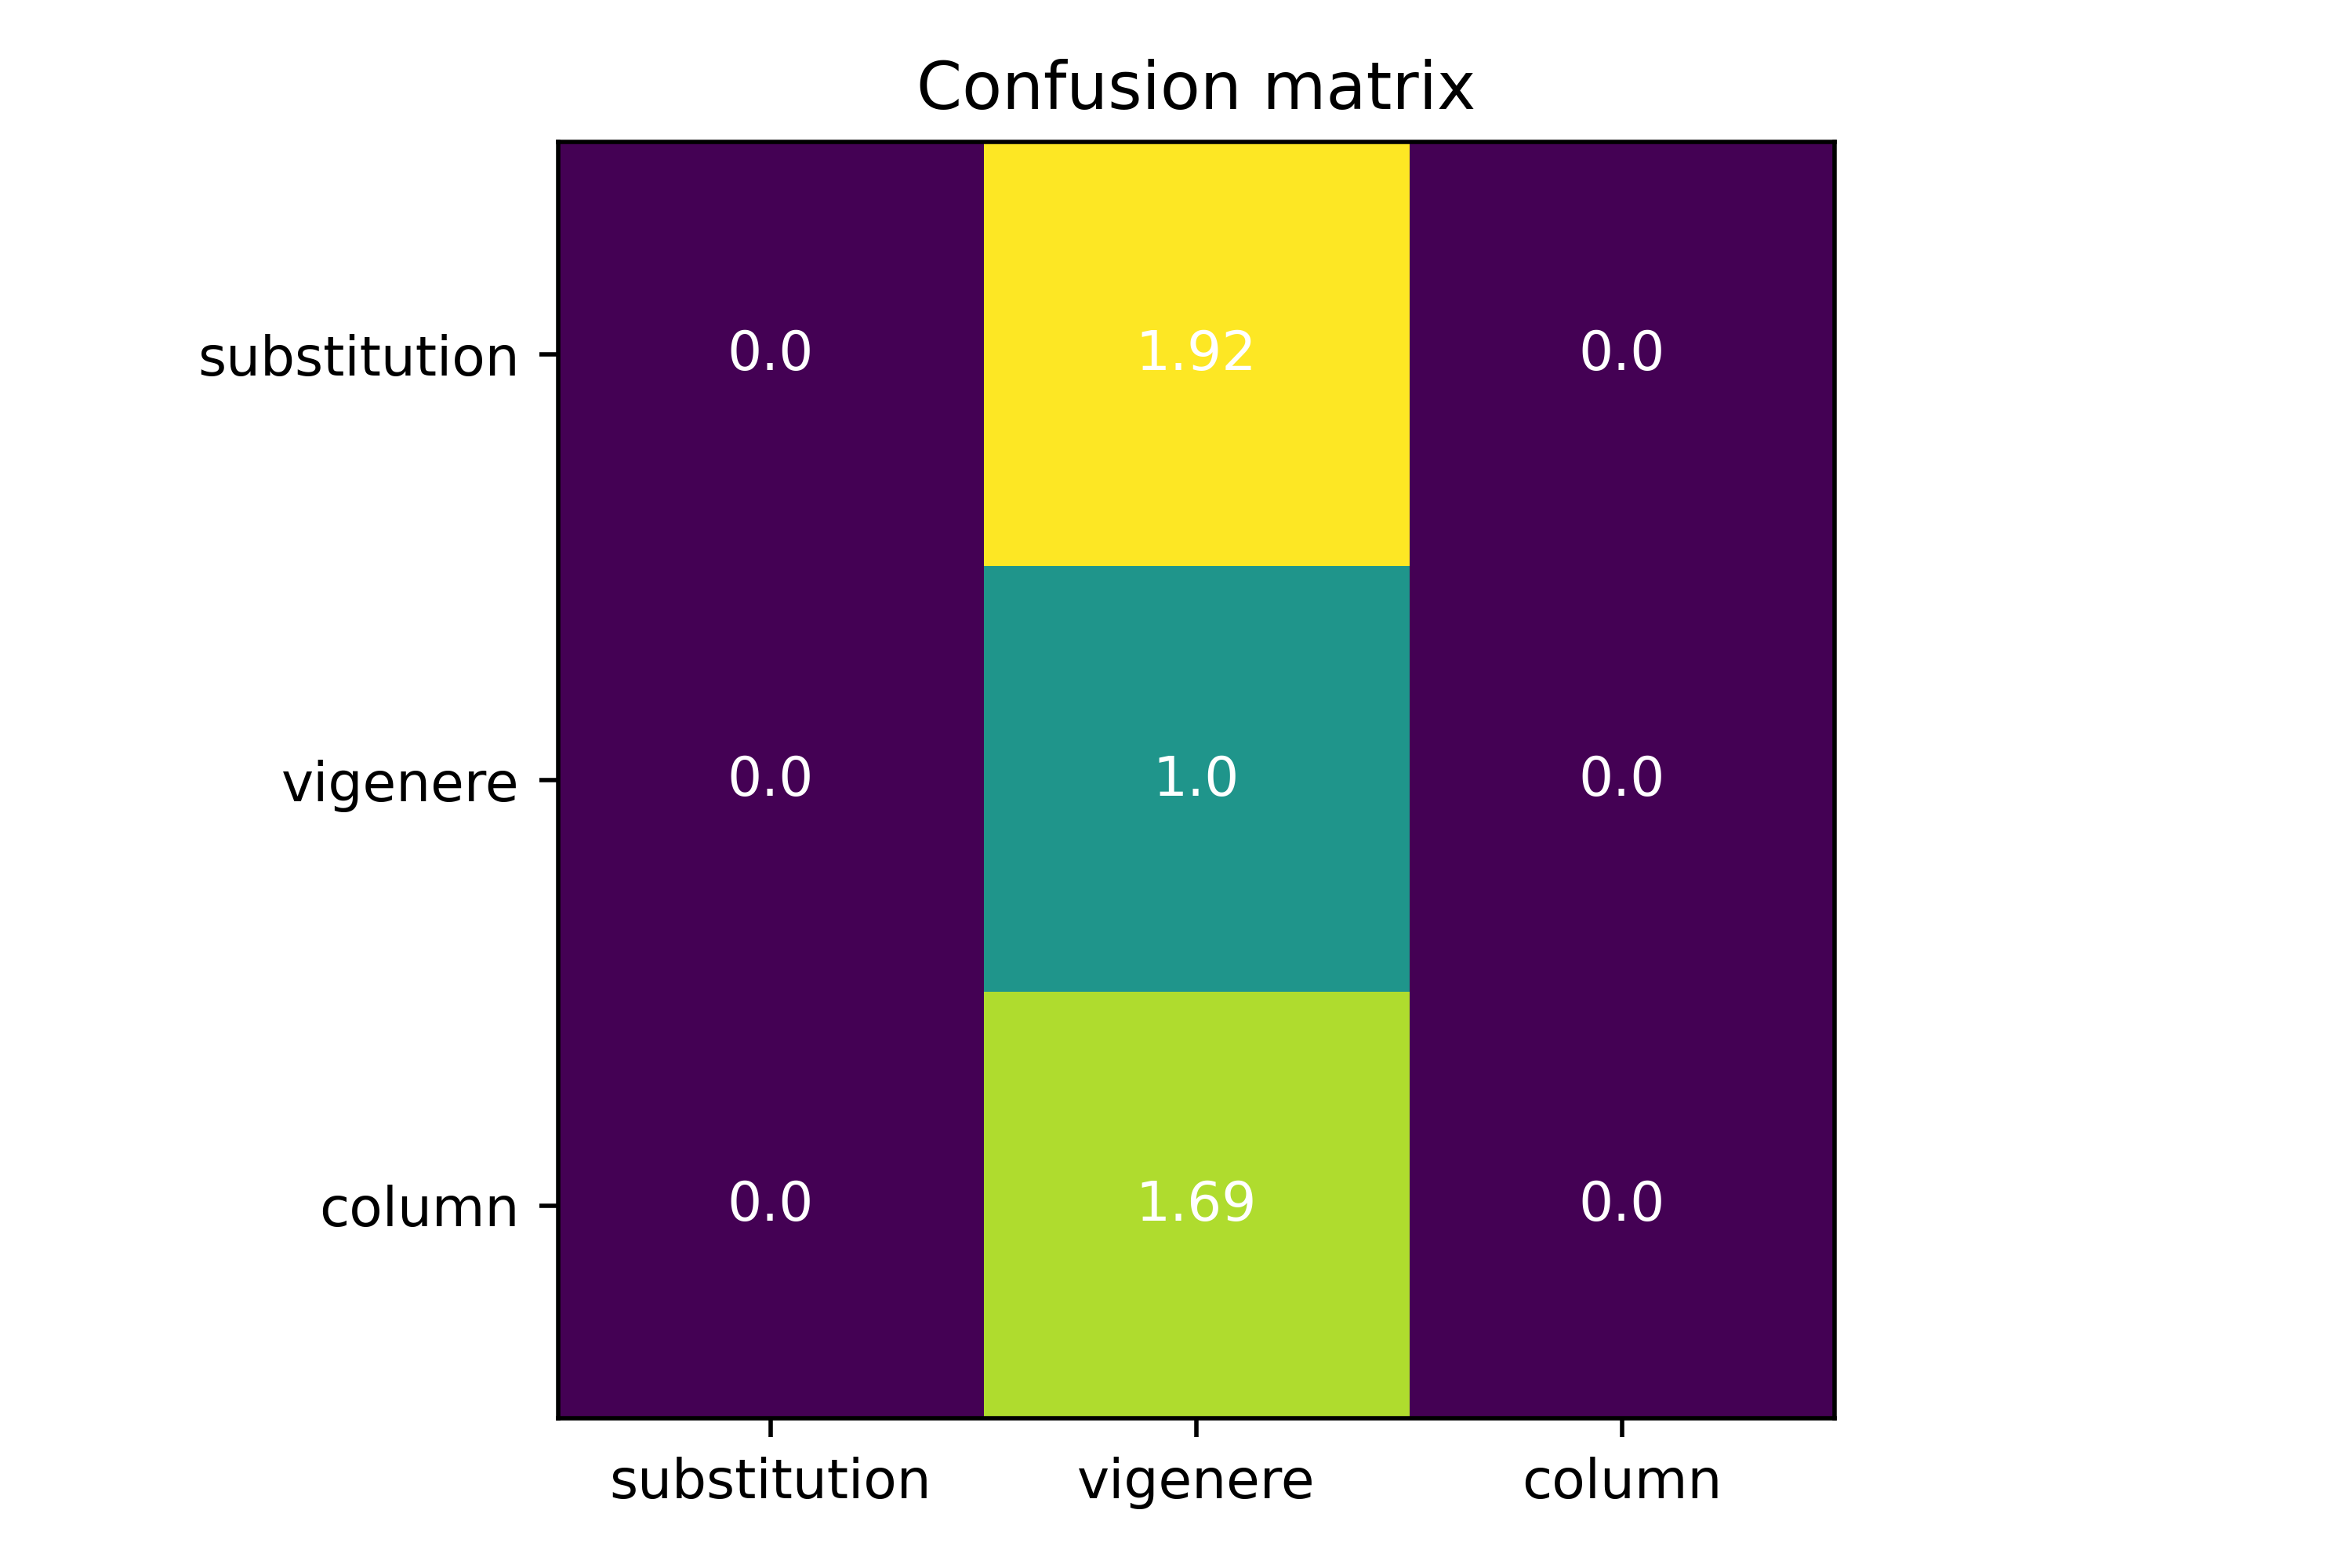 Confusion matrix
substitution 0.0 1.92 0.0
vigenere 0.0 1.0 0.0
column 0.0 1.69 0.0
substitution vigenere column